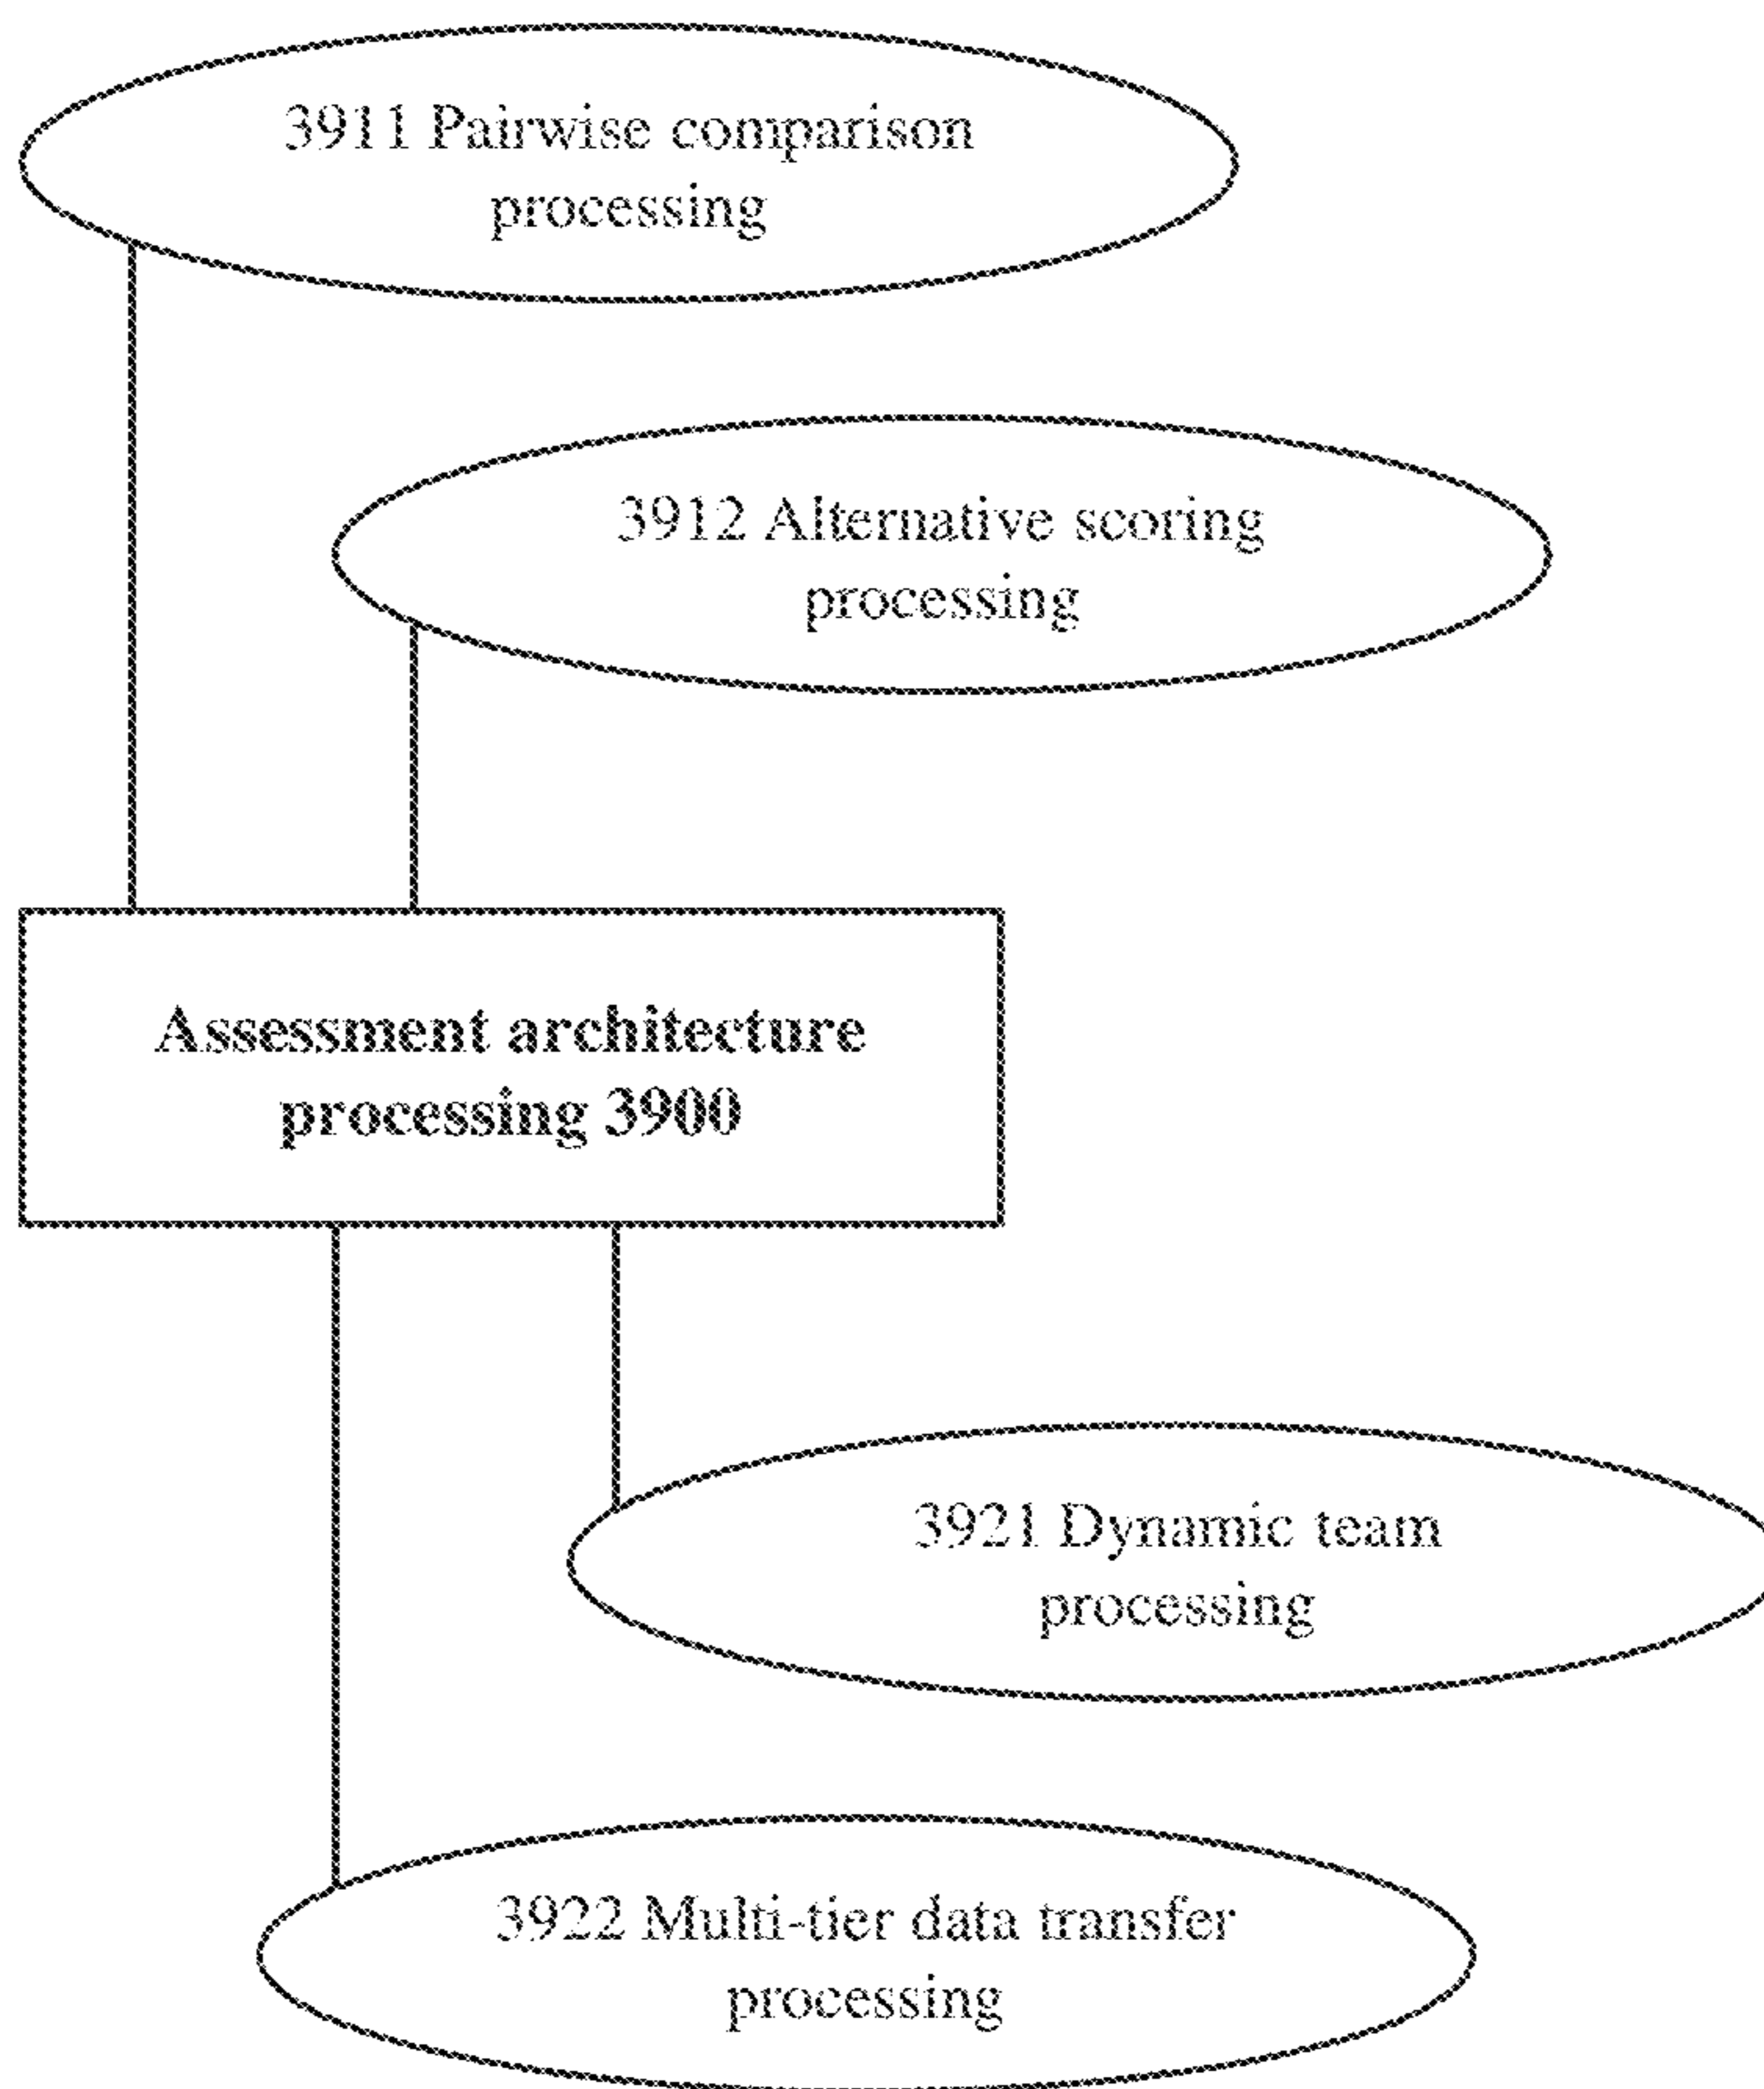 3911 Pairwise comparison
processing
3912 Alternative scoring
processing
Assessment architecture
processing 3900
3921 Dynamic team
processing
3922 Multi-tier data transfer
processing